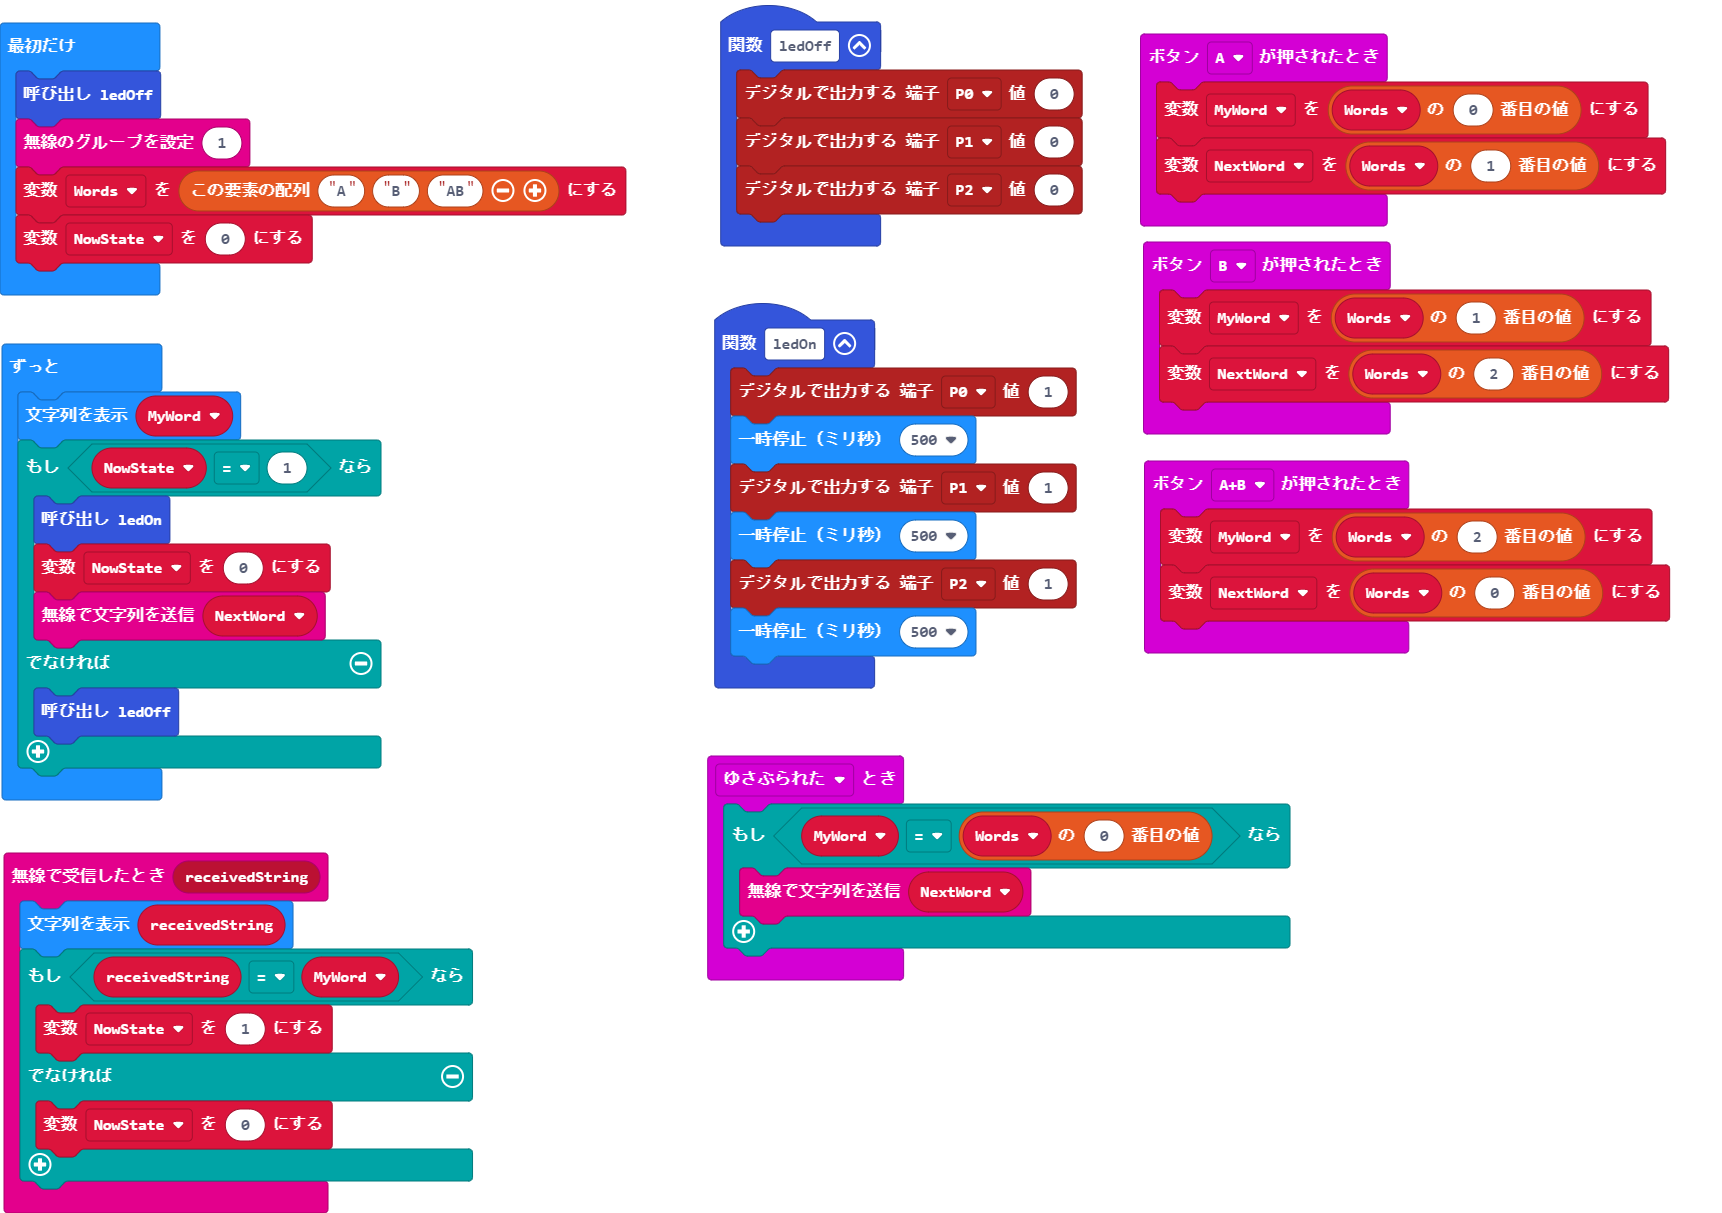 最初だけ
呼び出し ledOff
無線のグループを設定 1
変数 Words を この要素の配列 "A" "B" "AB" にする
変数 NowState を 0 にする
ずっと
文字列を表示 MyWord
もし NowState = 1 なら
呼び出し ledOn
変数 NowState を 0 にする
無線で文字列を送信 NextWord
でなければ
呼び出し ledOff
無線で受信したとき receivedString
文字列を表示 receivedString
もし receivedString = MyWord なら
変数 NowState を 1 にする
でなければ
変数 NowState を 0 にする
関数 ledOff
デジタルで出力する 端子 P0 値 0
デジタルで出力する 端子 P1 値 0
デジタルで出力する 端子 P2 値 0
関数 ledOn
デジタルで出力する 端子 P0 値 1
一時停止（ミリ秒） 500
デジタルで出力する 端子 P1 値 1
一時停止（ミリ秒） 500
デジタルで出力する 端子 P2 値 1
一時停止（ミリ秒） 500
ゆさぶられた とき
もし MyWord = Words の 0 番目の値 なら
無線で文字列を送信 NextWord
ボタン A が押されたとき
変数 MyWord を Words の 0 番目の値 にする
変数 NextWord を Words の 1 番目の値 にする
ボタン B が押されたとき
変数 MyWord を Words の 1 番目の値 にする
変数 NextWord を Words の 2 番目の値 にする
ボタン A+B が押されたとき
変数 MyWord を Words の 2 番目の値 にする
変数 NextWord を Words の 0 番目の値 にする